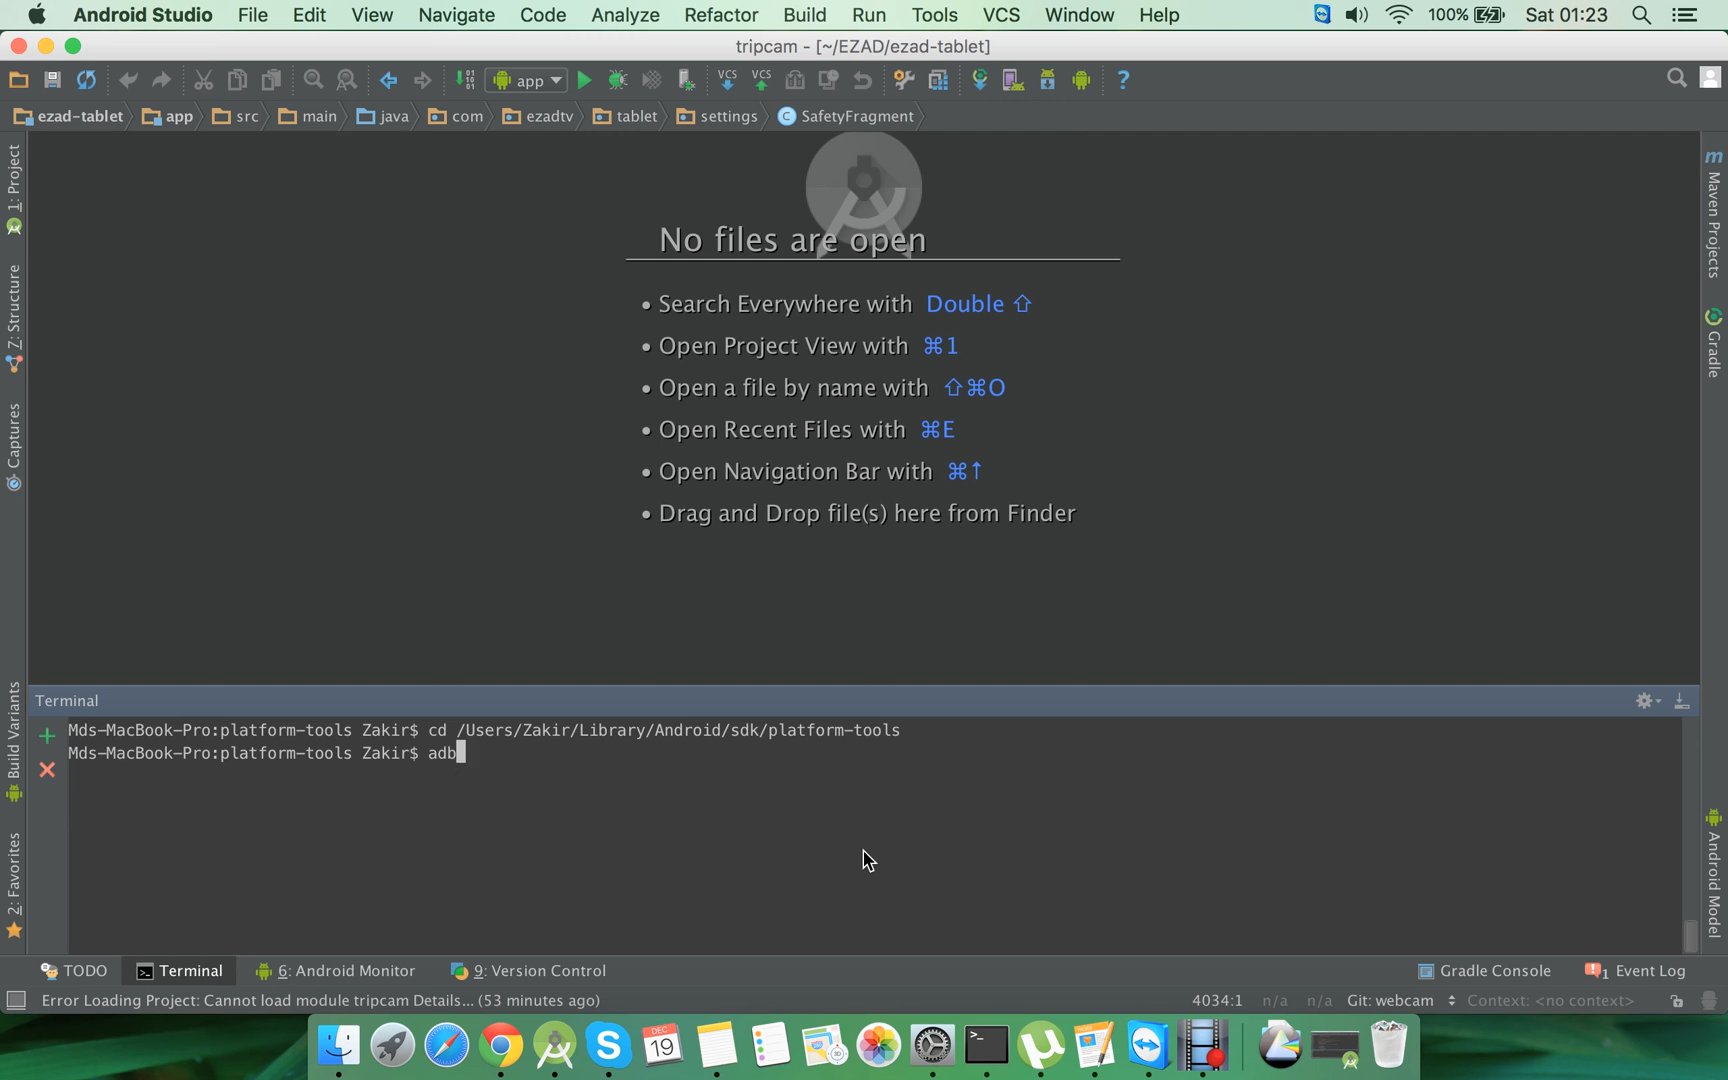 Android Studio File Edit View Navigate Code Analyze Refactor Build Run Tools VCS Window Help 100% Sat 01:23
tripcam - [~/EZAD/ezad-tablet]
app VCS VCS ?
ezad-tablet app src main java com ezadtv tablet settings C SafetyFragment
1: Project
Z: Structure
Captures
Build Variants
2: Favorites
No files are open
• Search Everywhere with Double ⇧
• Open Project View with ⌘1
• Open a file by name with ⇧⌘O
• Open Recent Files with ⌘E
• Open Navigation Bar with ⌘↑
• Drag and Drop file(s) here from Finder
m Maven Projects
Gradle
Android Model
Terminal
Mds-MacBook-Pro:platform-tools Zakir$ cd /Users/Zakir/Library/Android/sdk/platform-tools
Mds-MacBook-Pro:platform-tools Zakir$ adb
TODO Terminal 6: Android Monitor 9: Version Control Gradle Console 1 Event Log
Error Loading Project: Cannot load module tripcam Details... (53 minutes ago) 4034:1 n/a n/a Git: webcam Context: <no context>
DEC
19
3D